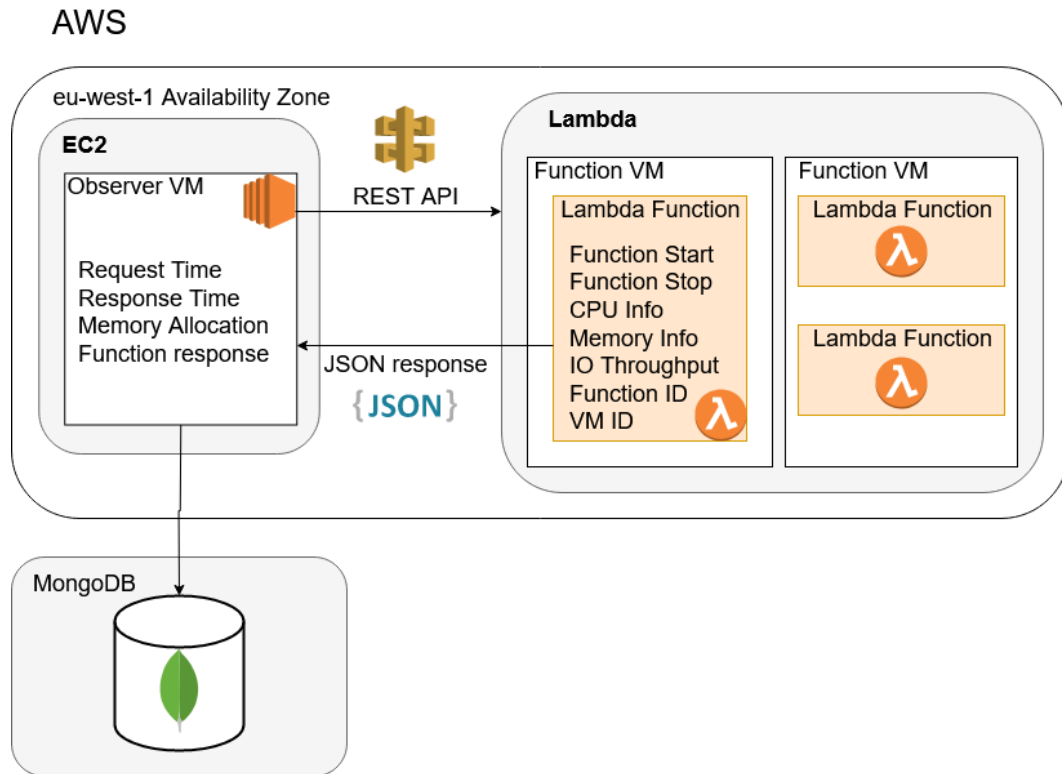 AWS
eu-west-1 Availability Zone
EC2
Observer VM
Request Time
Response Time
Memory Allocation
Function response
REST API
JSON response
{JSON}
Lambda
Function VM
Lambda Function
Function Start
Function Stop
CPU Info
Memory Info
IO Throughput
Function ID
VM ID
λ
Function VM
Lambda Function
λ
Lambda Function
λ
MongoDB